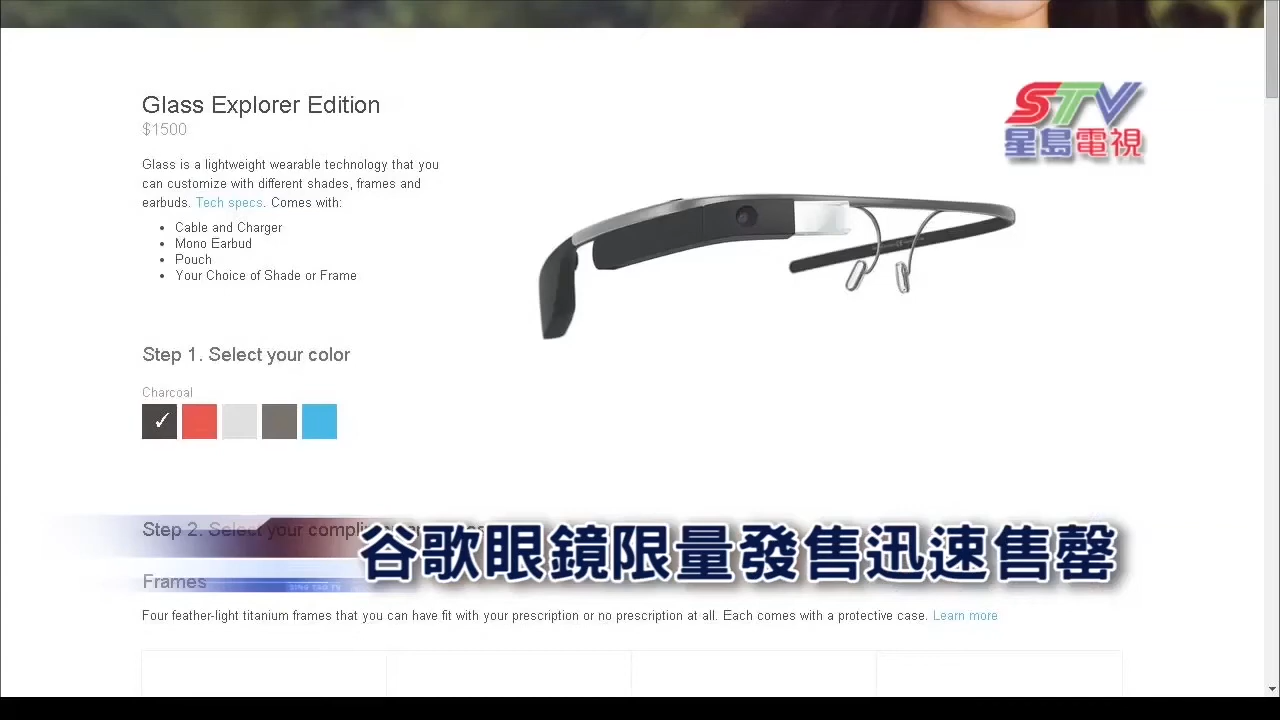 Glass Explorer Edition
$1500
STV
星島電視
Glass is a lightweight wearable technology that you
can customize with different shades, frames and
earbuds. Tech specs. Comes with:
Cable and Charger
Mono Earbud
Pouch
Your Choice of Shade or Frame
Step 1. Select your color
Charcoal
Step 2. Select your
谷歌眼鏡限量發售迅速售罄
SING TAO TV
Frames
Four feather-light titanium frames that you can have fit with your prescription or no prescription at all. Each comes with a protective case. Learn more